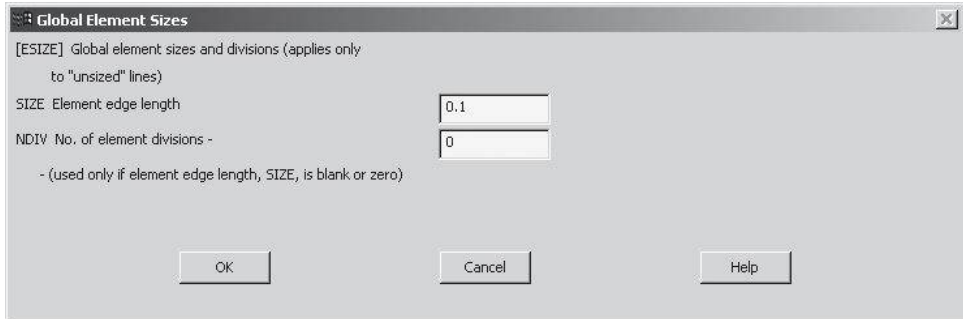 Global Element Sizes
[ESIZE] Global element sizes and divisions (applies only
to "unsized" lines)
SIZE Element edge length
0.1
NDIV No. of element divisions -
0
- (used only if element edge length, SIZE, is blank or zero)
OK
Cancel
Help